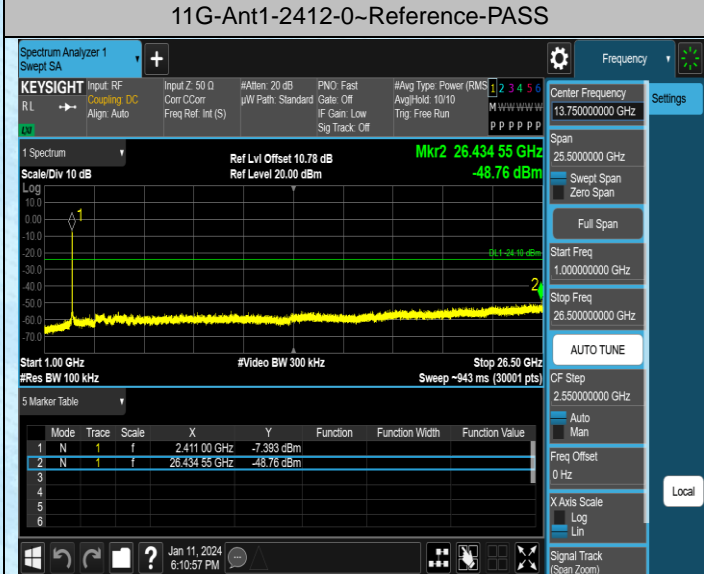 11G-Ant1-2412-0~Reference-PASS
Spectrum Analyzer 1
Swept SA
Frequency
KEYSIGHT
RL
LXI
Input: RF
Coupling: DC
Align: Auto
Input Z: 50 Ω
Corr CCorr
Freq Ref: Int (S)
#Atten: 20 dB
µW Path: Standard
PNO: Fast
Gate: Off
IF Gain: Low
Sig Track: Off
#Avg Type: Power (RMS
Avg|Hold: 10/10
Trig: Free Run
1 2 3 4 5 6
M W W W W W
P P P P P P
Center Frequency
13.750000000 GHz
Settings
Span
25.5000000 GHz
Swept Span
Zero Span
Full Span
Start Freq
1.000000000 GHz
Stop Freq
26.500000000 GHz
AUTO TUNE
CF Step
2.550000000 GHz
Auto
Man
Freq Offset
0 Hz
X Axis Scale
Log
Lin
Signal Track
(Span Zoom)
Local
1 Spectrum
Scale/Div 10 dB
Ref Lvl Offset 10.78 dB
Ref Level 20.00 dBm
Mkr2 26.434 55 GHz
-48.76 dBm
Log
10.0
0.00
-10.0
-20.0
-30.0
-40.0
-50.0
-60.0
-70.0
1
DL1 -24.18 dBm
2
Start 1.00 GHz
#Res BW 100 kHz
#Video BW 300 kHz
Stop 26.50 GHz
Sweep ~943 ms (30001 pts)
5 Marker Table
Mode Trace Scale X Y Function Function Width Function Value
1 N 1 f 2.411 00 GHz -7.393 dBm
2 N 1 f 26.434 55 GHz -48.76 dBm
3
4
5
6
?
Jan 11, 2024
6:10:57 PM